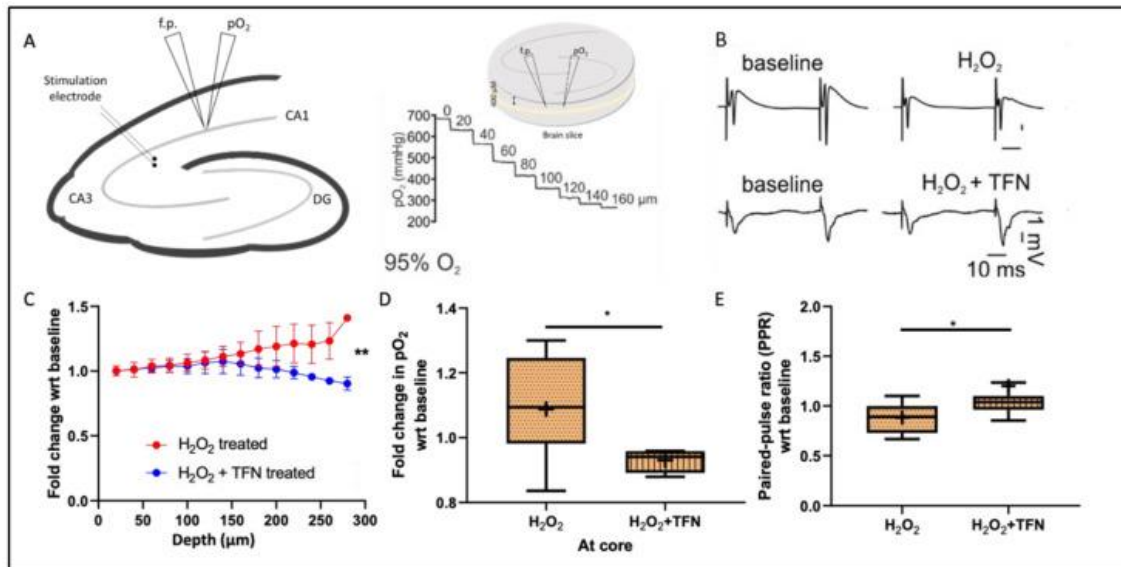 A
f.p.
pO2
Stimulation
electrode
CA1
CA3
DG
f.p.
pO2
Brain slice
pO2 (mmHg)
700
600
500
400
300
200
0
20
40
60
80
100
120
140
160 µm
95% O2
B
baseline
H2O2
baseline
H2O2 + TFN
1 mV
10 ms
C
Fold change wrt baseline
1.5
1.0
0.5
0.0
0
50
100
150
200
250
300
Depth (µm)
**
H2O2 treated
H2O2 + TFN treated
D
Fold change in pO2
wrt baseline
1.4
1.2
1.0
0.8
*
H2O2
H2O2+TFN
At core
E
Paired-pulse ratio (PPR)
wrt baseline
2.0
1.5
1.0
0.5
0.0
*
H2O2
H2O2+TFN